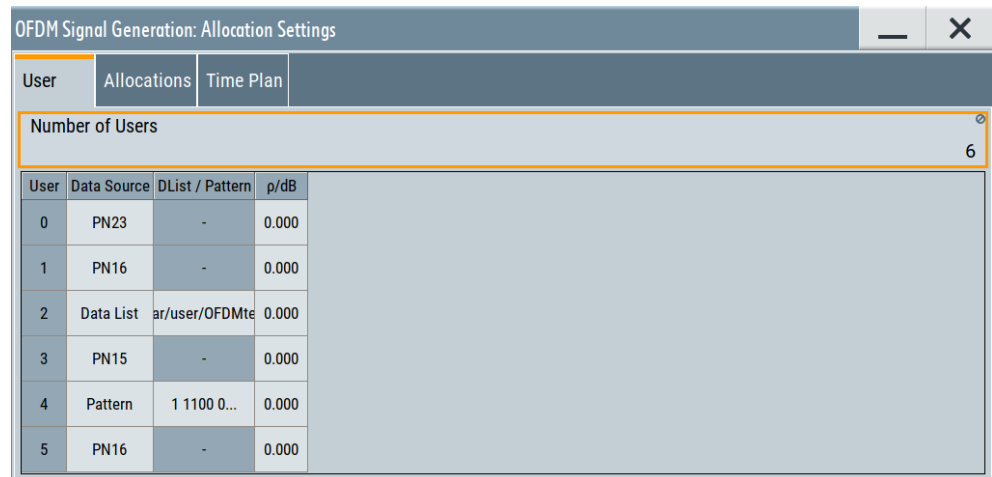 OFDM Signal Generation: Allocation Settings
User Allocations Time Plan
Number of Users
6
User Data Source DList / Pattern ρ/dB
0 PN23 - 0.000
1 PN16 - 0.000
2 Data List ar/user/OFDMte 0.000
3 PN15 - 0.000
4 Pattern 1 1100 0... 0.000
5 PN16 - 0.000